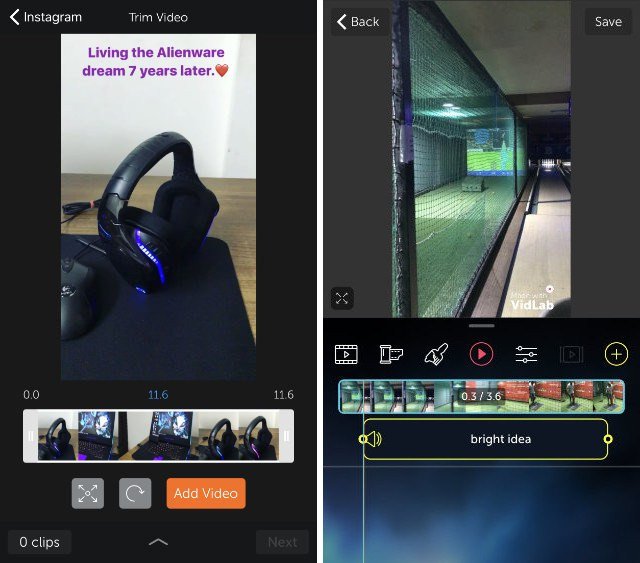 Instagram
Trim Video
Living the Alienware
dream 7 years later.❤️
0.0
11.6
11.6
Add Video
0 clips
Next
Back
Save
Made with
VidLab
0.3 / 3.6
bright idea